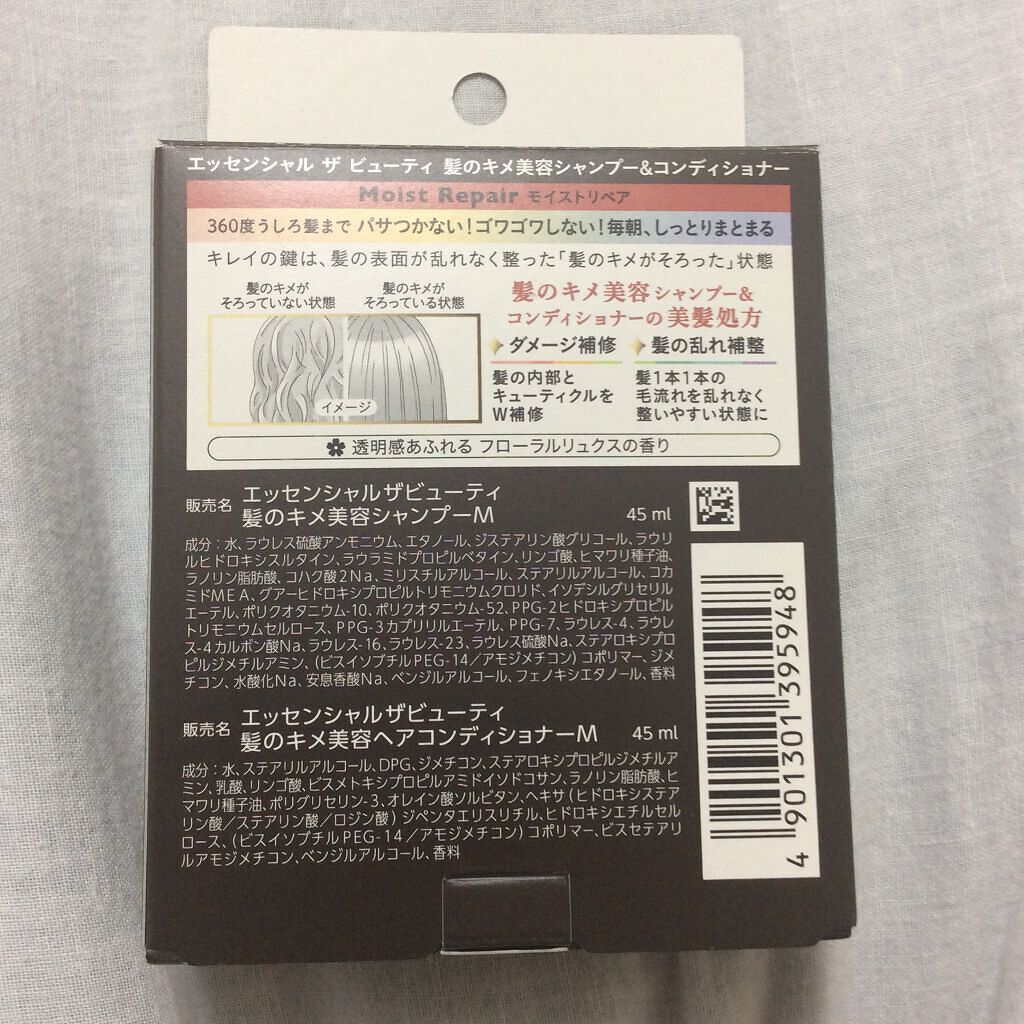 エッセンシャル ザ ビューティ 髪のキメ美容シャンプー&コンディショナー
Moist Repair モイストリペア
360度うしろ髪まで パサつかない!ゴワゴワしない!毎朝、しっとりまとまる
キレイの鍵は、髪の表面が乱れなく整った「髪のキメがそろった」状態
髪のキメが
そろっていない状態
髪のキメが
そろっている状態
イメージ
髪のキメ美容シャンプー&
コンディショナーの美髪処方
ダメージ補修
髪の内部と
キューティクルを
W補修
髪の乱れ補整
髪1本1本の
毛流れを乱れなく
整いやすい状態に
透明感あふれる フローラルリュクスの香り
販売名 エッセンシャルザビューティ
髪のキメ美容シャンプーM 45 ml
成分:水、ラウレス硫酸アンモニウム、エタノール、ジステアリン酸グリコール、ラウリ
ルヒドロキシスルタイン、ラウラミドプロピルベタイン、リンゴ酸、ヒマワリ種子油、
ラノリン脂肪酸、コハク酸2Na、ミリスチルアルコール、ステアリルアルコール、コカ
ミドMEA、グアーヒドロキシプロピルトリモニウムクロリド、イソデシルグリセリル
エーテル、ポリクオタニウム-10、ポリクオタニウム-52、PPG-2ヒドロキシプロピル
トリモニウムセルロース、PPG-3カプリリルエーテル、PPG-7、ラウレス-4、ラウレ
ス-4カルボン酸Na、ラウレス-16、ラウレス-23、ラウレス硫酸Na、ステアロキシプロ
ピルジメチルアミン、(ビスイソブチルPEG-14/アモジメチコン)コポリマー、ジメ
チコン、水酸化Na、安息香酸Na、ベンジルアルコール、フェノキシエタノール、香料
販売名 エッセンシャルザビューティ
髪のキメ美容ヘアコンディショナーM 45 ml
成分:水、ステアリルアルコール、DPG、ジメチコン、ステアロキシプロピルジメチルア
ミン、乳酸、リンゴ酸、ビスメトキシプロピルアミドイソドコサン、ラノリン脂肪酸、ヒ
マワリ種子油、ポリグリセリン-3、オレイン酸ソルビタン、ヘキサ(ヒドロキシステア
リン酸/ステアリン酸/ロジン酸)ジペンタエリスリチル、ヒドロキシエチルセル
ロース、(ビスイソブチルPEG-14/アモジメチコン)コポリマー、ビスセテアリ
ルアモジメチコン、ベンジルアルコール、香料
4 901301 395948